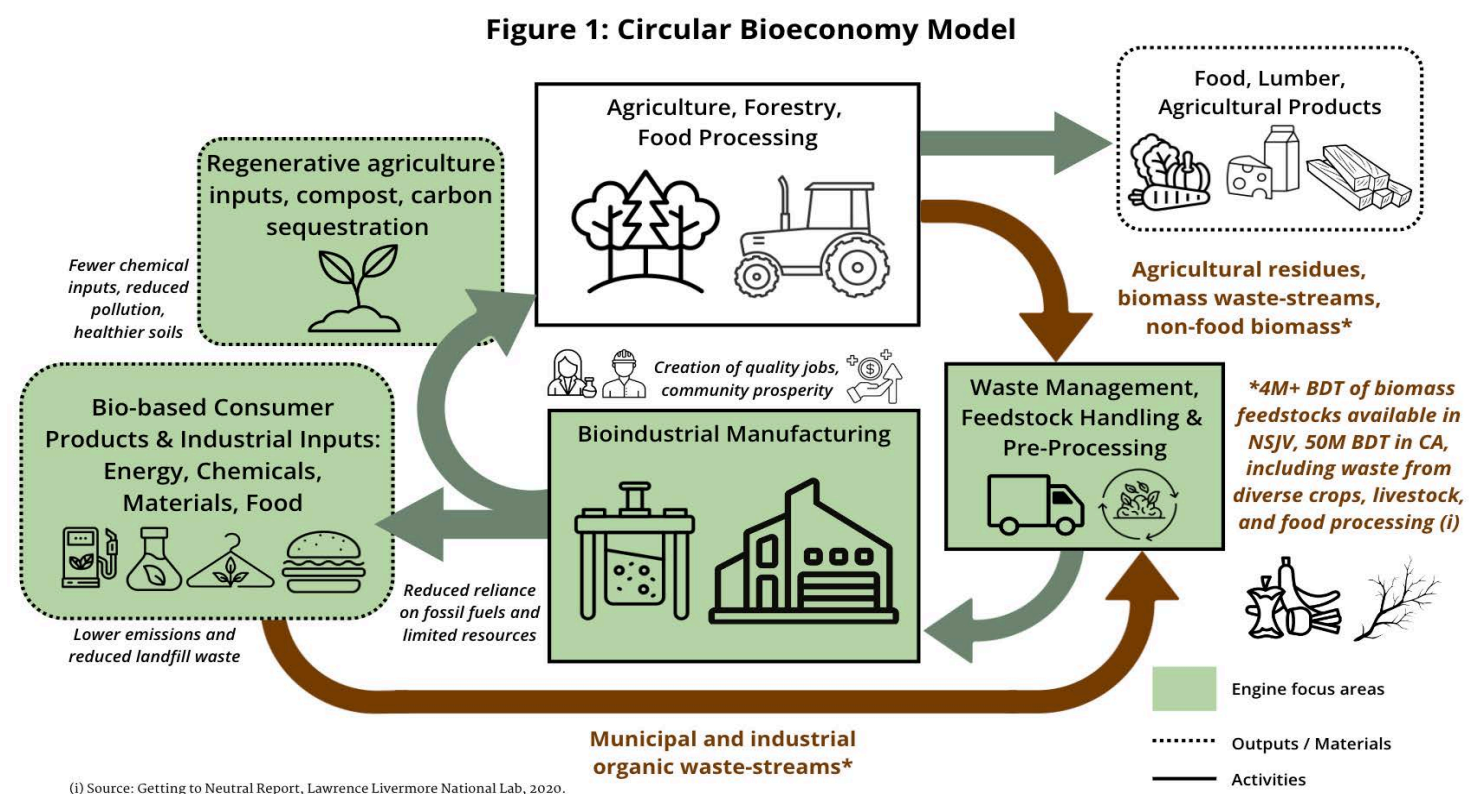 Figure 1: Circular Bioeconomy Model
Agriculture, Forestry,
Food Processing
Food, Lumber,
Agricultural Products
Regenerative agriculture
inputs, compost, carbon
sequestration
Fewer chemical
inputs, reduced
pollution,
healthier soils
Agricultural residues,
biomass waste-streams,
non-food biomass*
Creation of quality jobs,
community prosperity
$
Bio-based Consumer
Products & Industrial Inputs:
Energy, Chemicals,
Materials, Food
Bioindustrial Manufacturing
Waste Management,
Feedstock Handling &
Pre-Processing
*4M+ BDT of biomass
feedstocks available in
NSJV, 50M BDT in CA,
including waste from
diverse crops, livestock,
and food processing (i)
Reduced reliance
on fossil fuels and
limited resources
Lower emissions and
reduced landfill waste
Municipal and industrial
organic waste-streams*
Engine focus areas
Outputs / Materials
Activities
(i) Source: Getting to Neutral Report, Lawrence Livermore National Lab, 2020.